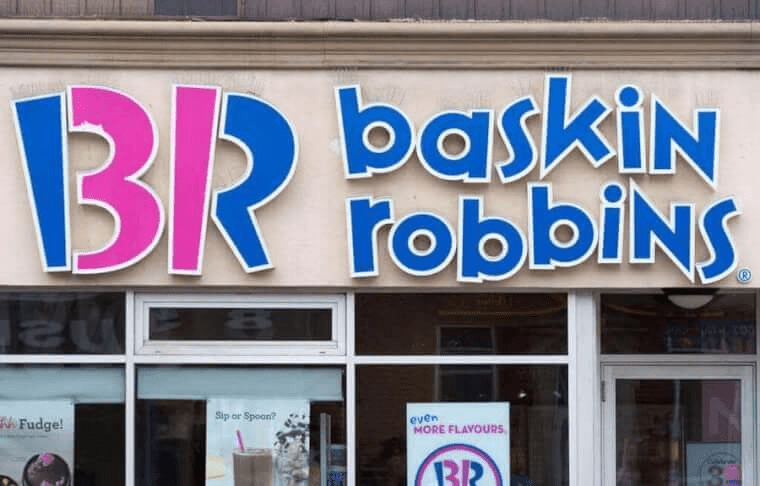 BR baskiN
robbiNs®
Fudge!
Sip or Spoon?
even
MORE FLAVOURS.
BR